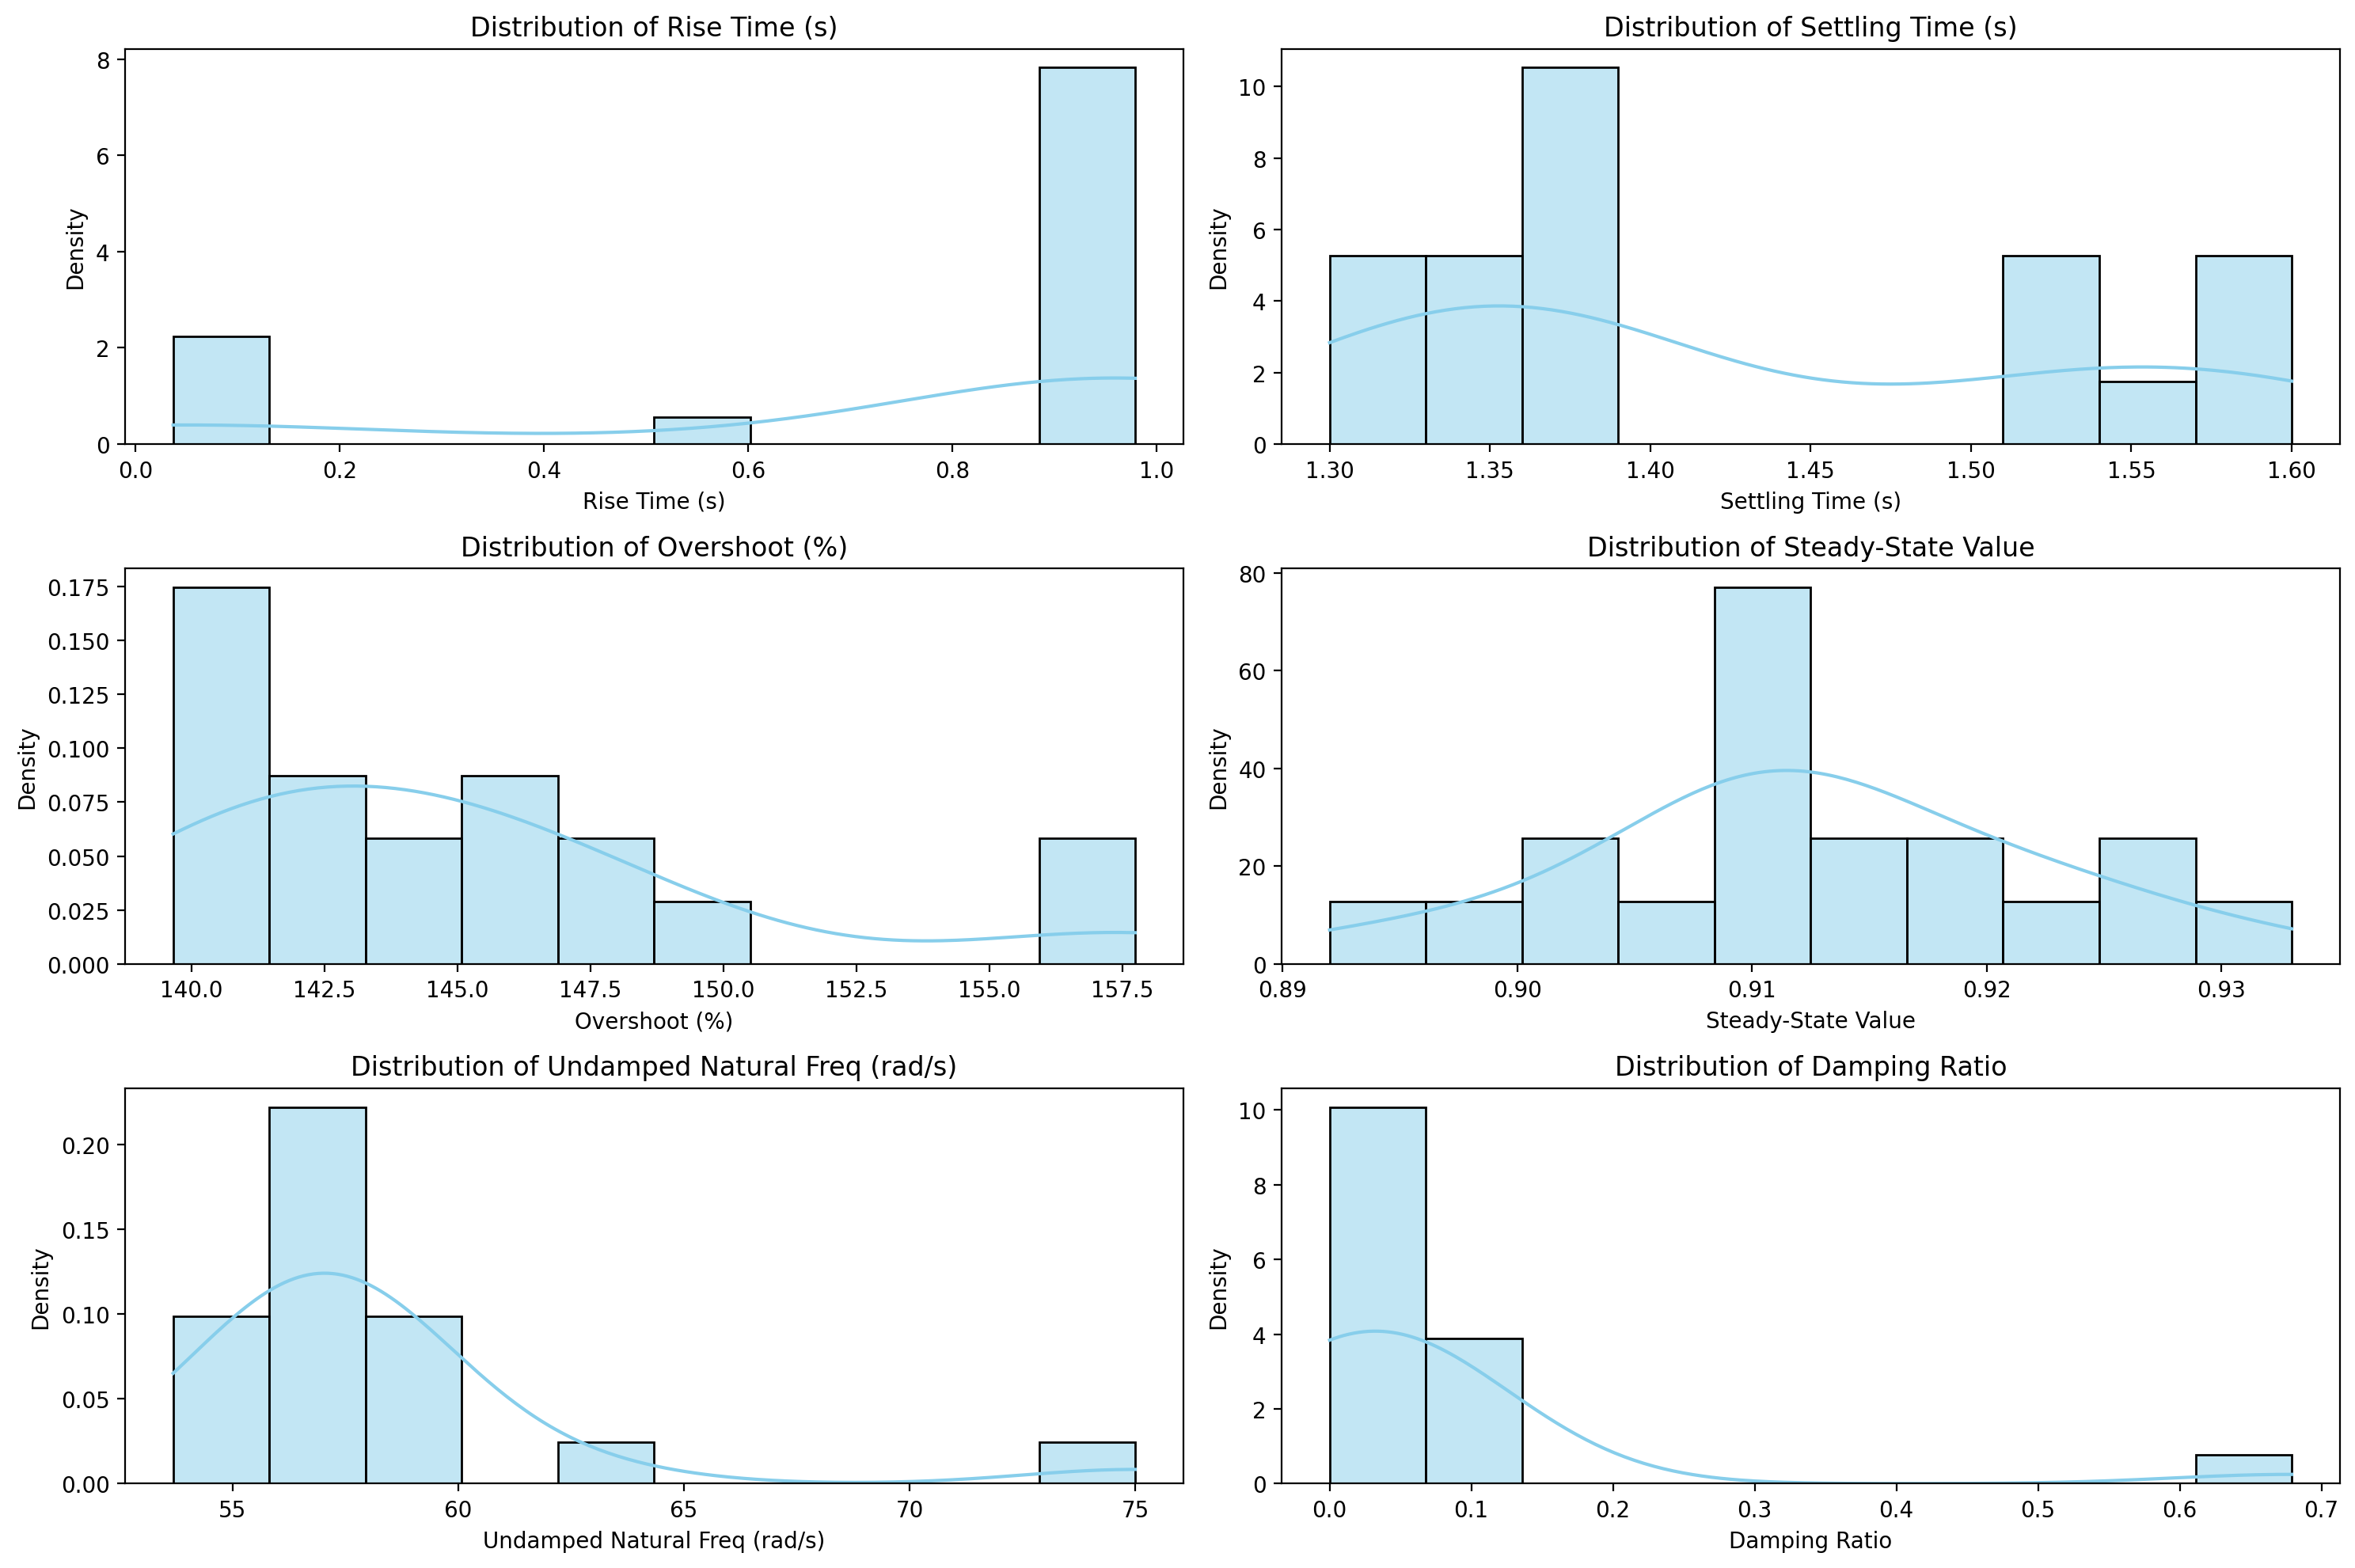 Distribution of Rise Time (s)
8
6
4
2
0
Density
0.0 0.2 0.4 0.6 0.8 1.0
Rise Time (s)
Distribution of Settling Time (s)
10
8
6
4
2
0
Density
1.30 1.35 1.40 1.45 1.50 1.55 1.60
Settling Time (s)
Distribution of Overshoot (%)
0.175
0.150
0.125
0.100
0.075
0.050
0.025
0.000
Density
140.0 142.5 145.0 147.5 150.0 152.5 155.0 157.5
Overshoot (%)
Distribution of Steady-State Value
80
60
40
20
0
Density
0.89 0.90 0.91 0.92 0.93
Steady-State Value
Distribution of Undamped Natural Freq (rad/s)
0.20
0.15
0.10
0.05
0.00
Density
55 60 65 70 75
Undamped Natural Freq (rad/s)
Distribution of Damping Ratio
10
8
6
4
2
0
Density
0.0 0.1 0.2 0.3 0.4 0.5 0.6 0.7
Damping Ratio